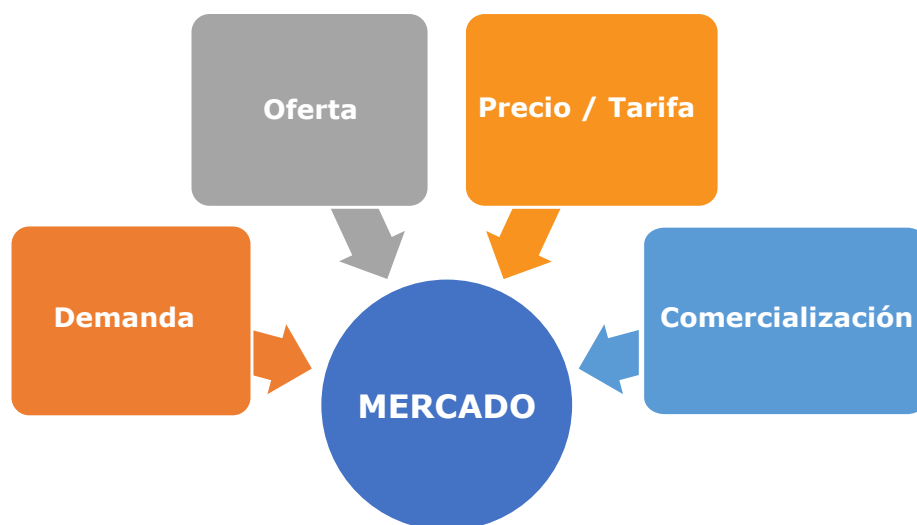 Oferta
Precio / Tarifa
Demanda
Comercialización
MERCADO